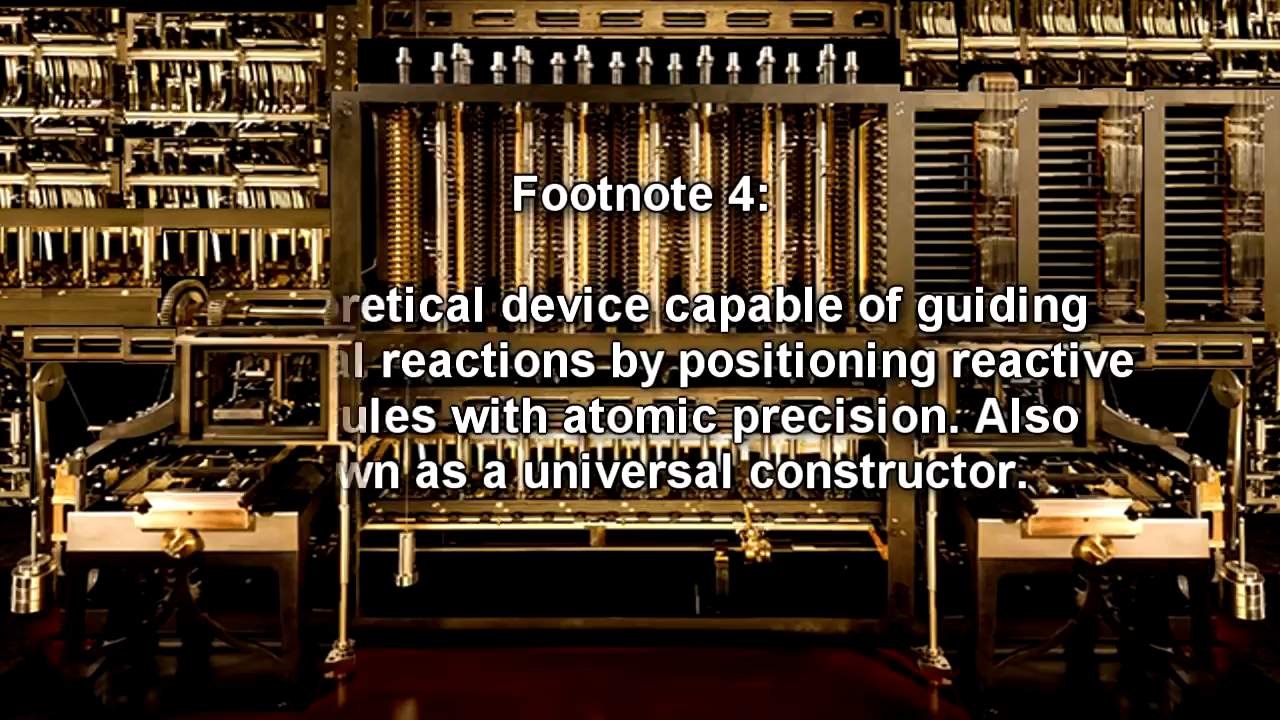 Footnote 4:
retical device capable of guiding
al reactions by positioning reactive
ules with atomic precision. Also
wn as a universal constructor.